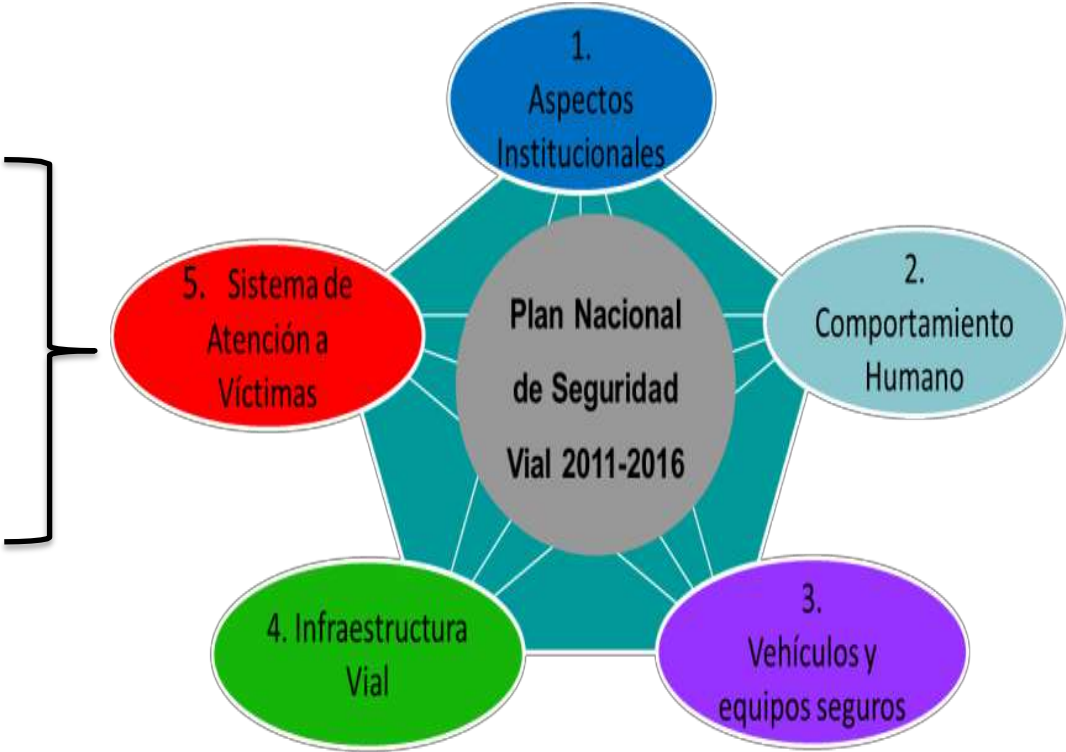 1.
Aspectos
Institucionales
2.
Comportamiento
Humano
3.
Vehículos y
equipos seguros
4. Infraestructura
Vial
5. Sistema de
Atención a
Víctimas
Plan Nacional
de Seguridad
Vial 2011-2016